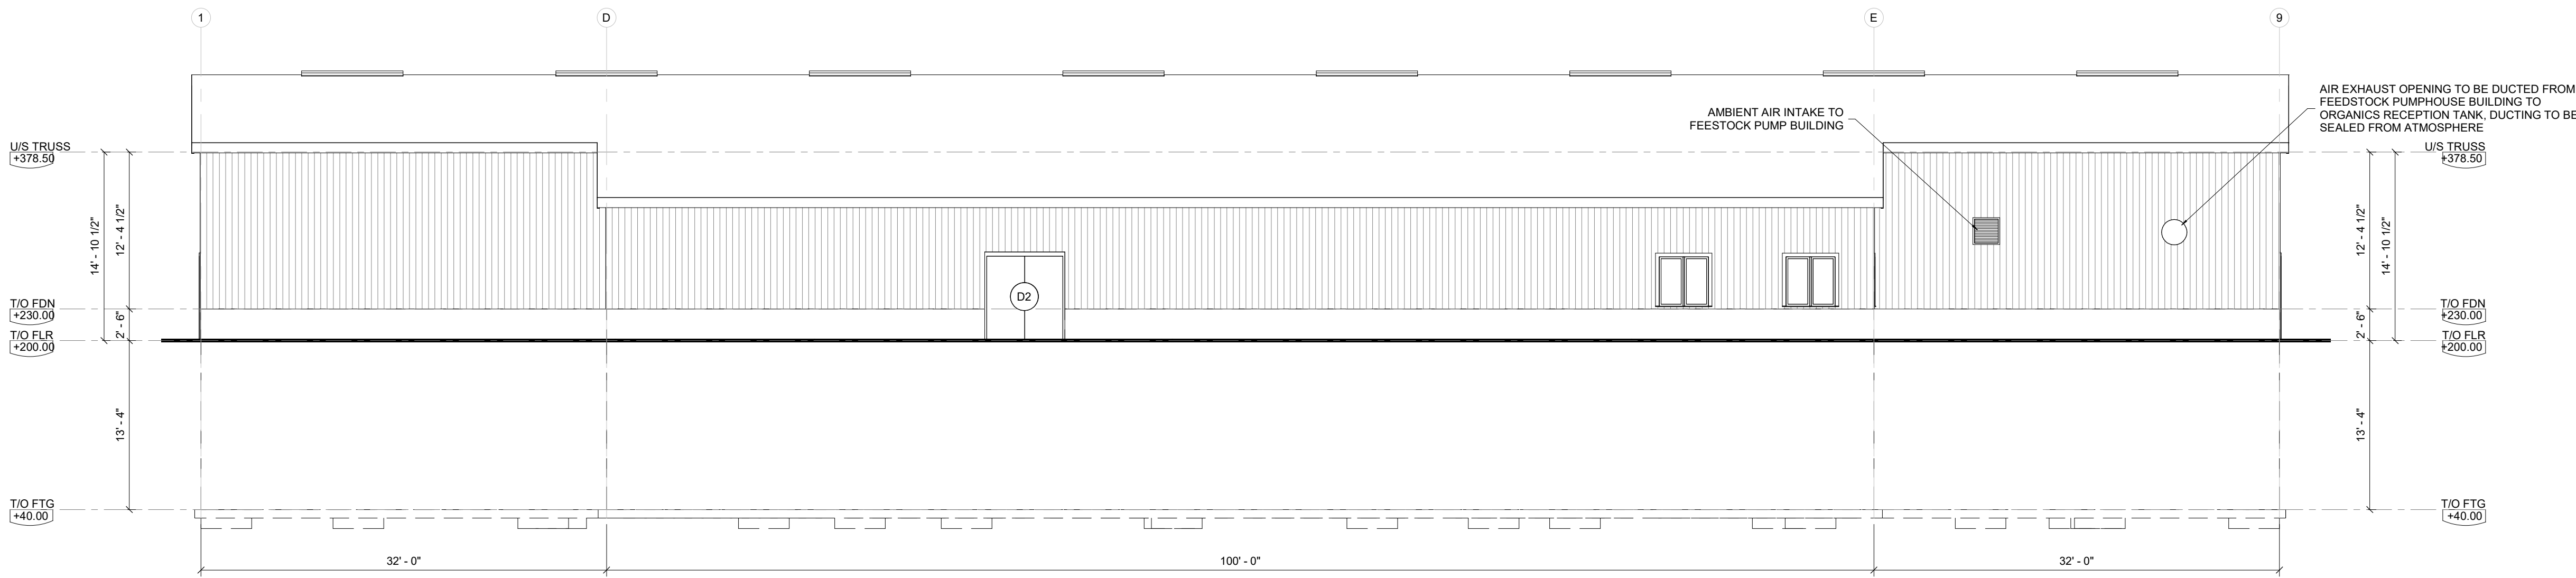 1
D
E
9
AIR EXHAUST OPENING TO BE DUCTED FROM
FEEDSTOCK PUMPHOUSE BUILDING TO
ORGANICS RECEPTION TANK, DUCTING TO BE
SEALED FROM ATMOSPHERE
AMBIENT AIR INTAKE TO
FEESTOCK PUMP BUILDING
U/S TRUSS
+378.50
U/S TRUSS
+378.50
14' - 10 1/2"
12' - 4 1/2"
12' - 4 1/2"
14' - 10 1/2"
D2
T/O FDN
+230.00
T/O FDN
+230.00
2' - 6"
2' - 6"
T/O FLR
+200.00
T/O FLR
+200.00
13' - 4"
13' - 4"
T/O FTG
+40.00
T/O FTG
+40.00
32' - 0"
100' - 0"
32' - 0"